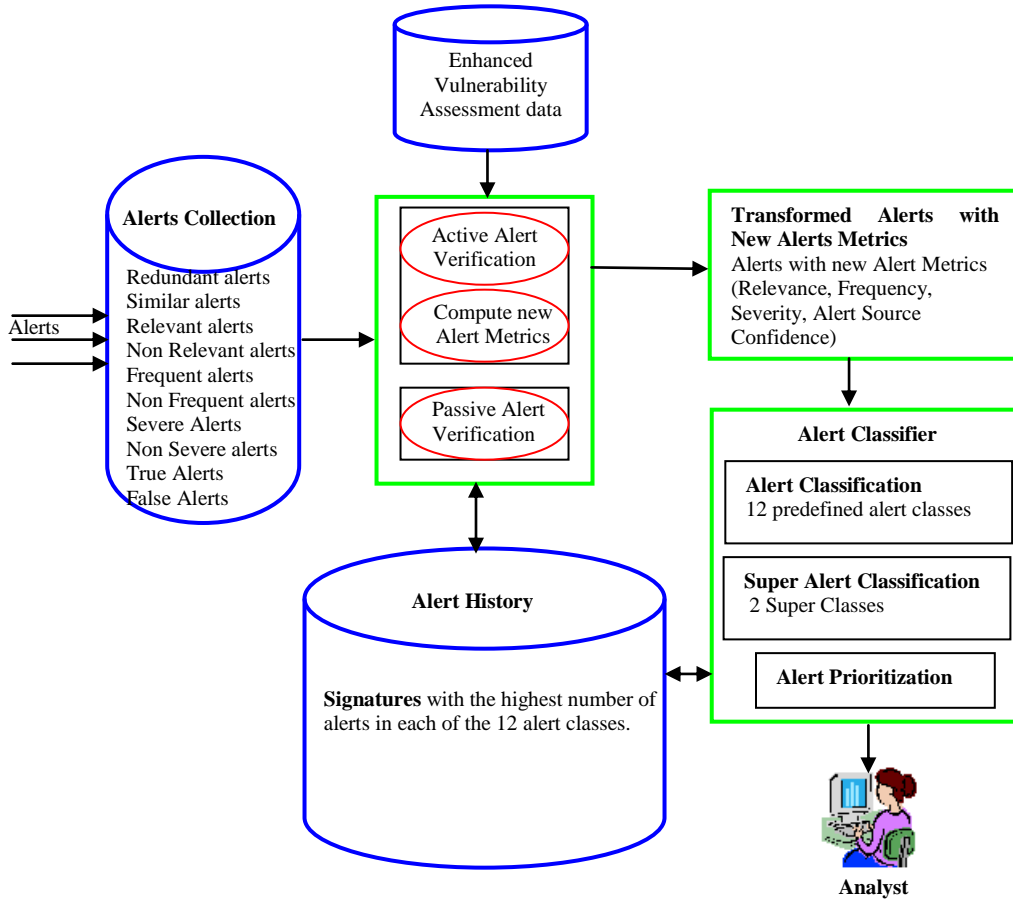 Enhanced
Vulnerability
Assessment data
Alerts Collection
Redundant alerts
Similar alerts
Relevant alerts
Non Relevant alerts
Frequent alerts
Non Frequent alerts
Severe Alerts
Non Severe alerts
True Alerts
False Alerts
Alerts
Active Alert
Verification
Compute new
Alert Metrics
Passive Alert
Verification
Transformed Alerts with
New Alerts Metrics
Alerts with new Alert Metrics
(Relevance, Frequency,
Severity, Alert Source
Confidence)
Alert Classifier
Alert Classification
12 predefined alert classes
Super Alert Classification
2 Super Classes
Alert Prioritization
Alert History
Signatures with the highest number of
alerts in each of the 12 alert classes.
Analyst